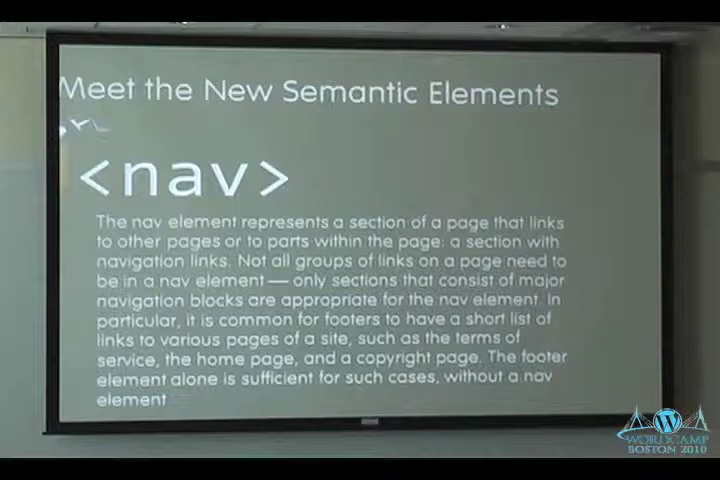 Meet the New Semantic Elements
<nav>
The nav element represents a section of a page that links
to other pages or to parts within the page: a section with
navigation links. Not all groups of links on a page need to
be in a nav element — only sections that consist of major
navigation blocks are appropriate for the nav element. In
particular, it is common for footers to have a short list of
links to various pages of a site, such as the terms of
service, the home page, and a copyright page. The footer
element alone is sufficient for such cases, without a nav
element
WORDCAMP
BOSTON 2010